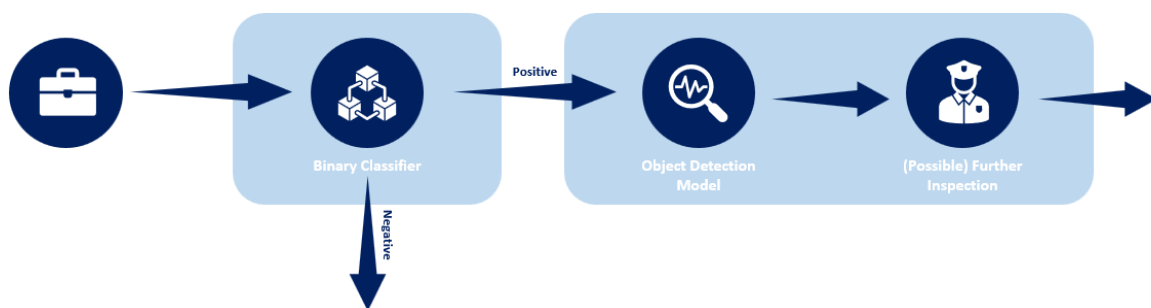 Positive
Binary Classifier
Object Detection
Model
(Possible) Further
Inspection
Negative